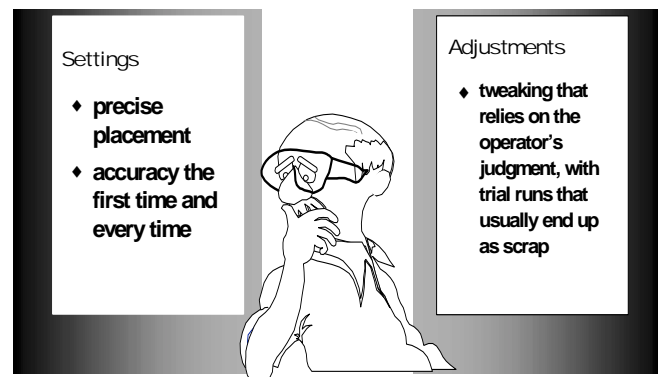 Settings
♦ precise
placement
♦ accuracy the
first time and
every time
Adjustments
♦ tweaking that
relies on the
operator's
judgment, with
trial runs that
usually end up
as scrap